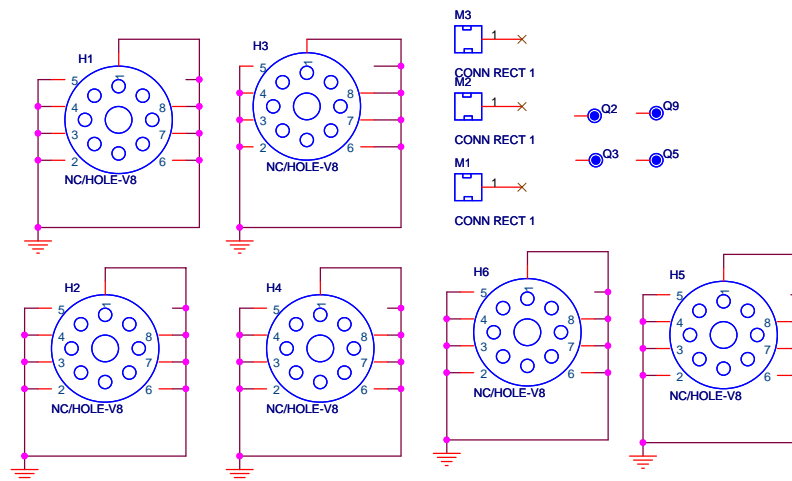 M3
1
CONN RECT 1
M2
1
CONN RECT 1
M1
1
CONN RECT 1
Q2
Q9
Q3
Q5
H1
1
5
4
3
2
8
7
6
NC/HOLE-V8
H3
1
5
4
3
2
8
7
6
NC/HOLE-V8
H2
1
5
4
3
2
8
7
6
NC/HOLE-V8
H4
1
5
4
3
2
8
7
6
NC/HOLE-V8
H6
1
5
4
3
2
8
7
6
NC/HOLE-V8
H5
1
5
4
3
2
8
7
6
NC/HOLE-V8